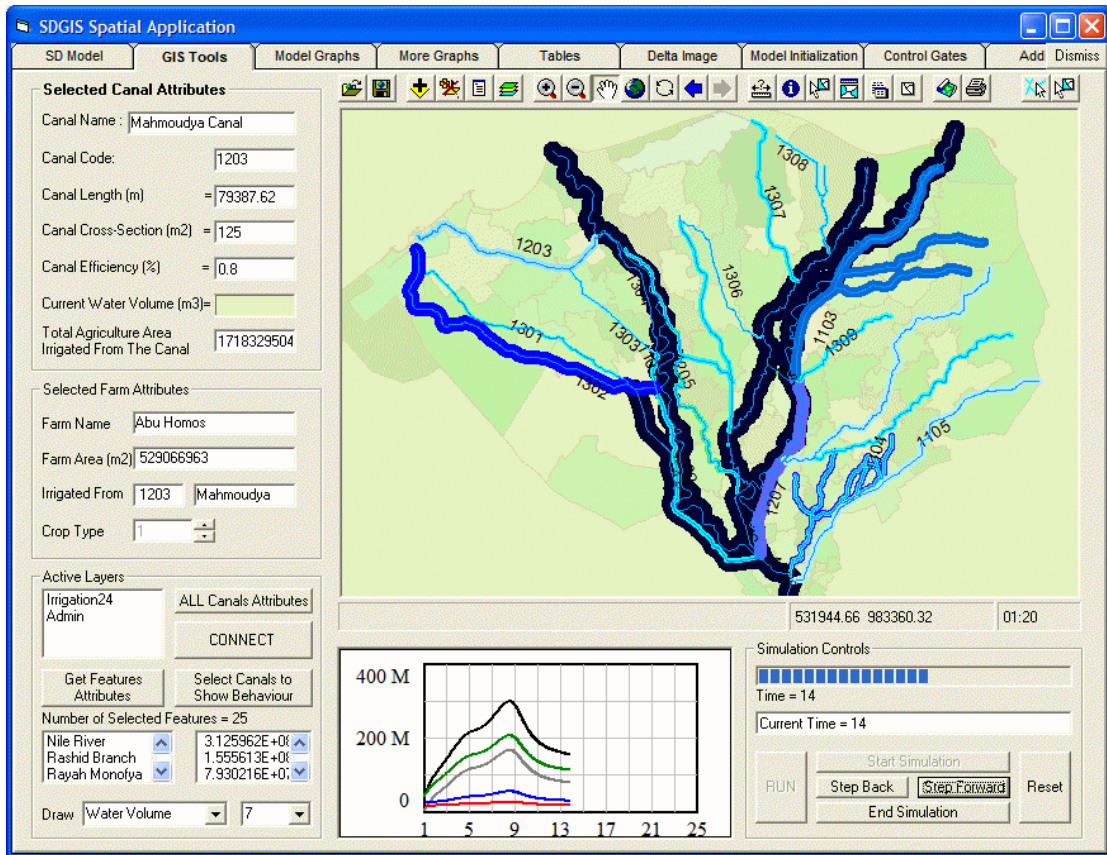 SDGIS Spatial Application
SD Model GIS Tools Model Graphs More Graphs Tables Delta Image Model Initialization Control Gates Add Dismiss
Selected Canal Attributes
Canal Name : Mahmoudya Canal
Canal Code: 1203
Canal Length (m) = 79387.62
Canal Cross-Section (m2) = 125
Canal Efficiency (%) = 0.8
Current Water Volume (m3)=
Total Agriculture Area
Irrigated From The Canal 1718329504
Selected Farm Attributes
Farm Name Abu Homos
Farm Area (m2) 529066963
Irrigated From 1203 Mahmoudya
Crop Type 1
Active Layers
Irrigation24
Admin
ALL Canals Attributes
CONNECT
Get Features
Attributes
Select Canals to
Show Behaviour
Number of Selected Features = 25
Nile River 3.125962E+08
Rashid Branch 1.555613E+08
Rayah Monofya 7.930216E+07
Draw Water Volume 7
1308
1307
1203
1306
1304
1301
1303
1103
1309
1205
1302
1105
1207
531944.66 983360.32 01:20
400 M
200 M
0
1 5 9 13 17 21 25
Simulation Controls
Time = 14
Current Time = 14
RUN
Start Simulation
Step Back Step Forward
End Simulation
Reset